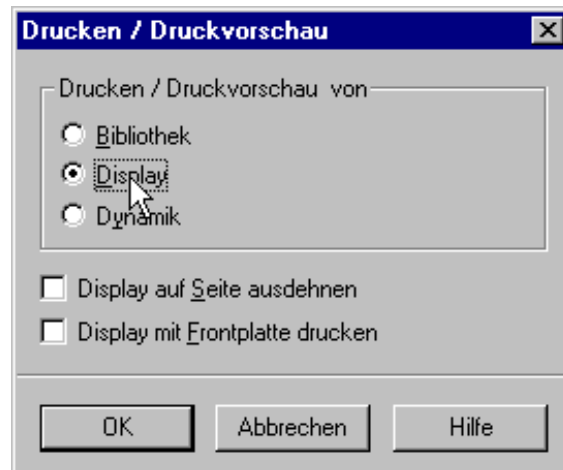 Drucken / Druckvorschau
Drucken / Druckvorschau von
Bibliothek
Display
Dynamik
Display auf Seite ausdehnen
Display mit Frontplatte drucken
OK Abbrechen Hilfe